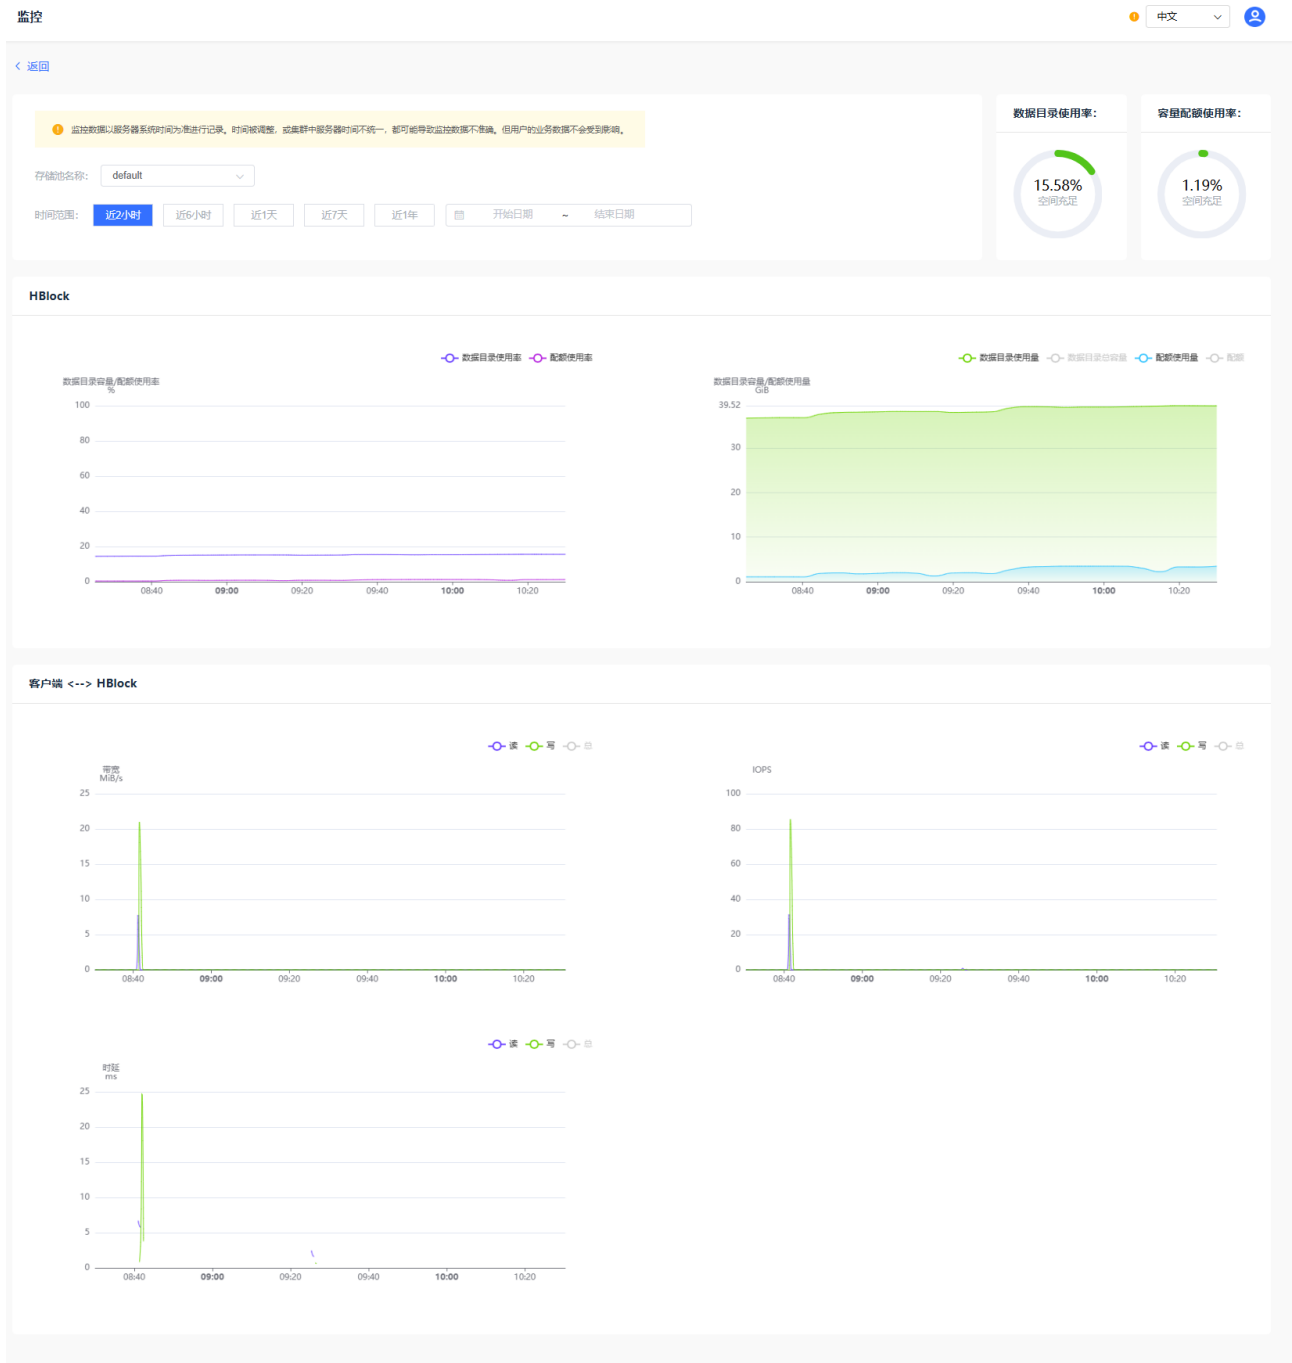 监控
中文
返回
监控数据以服务器系统时间为准进行记录。时间被调整，或集群中服务器时间不统一，都可能导致监控数据不准确。但用户的业务数据不会受到影响。
存储池名称: default
时间范围: 近2小时 近6小时 近1天 近7天 近1年 开始日期 ~ 结束日期
数据目录使用率:
15.58%
空间充足
容量配额使用率:
1.19%
空间充足
HBlock
数据目录使用率 配额使用率
数据目录容量/配额使用率
%
100
80
60
40
20
0
08:40 09:00 09:20 09:40 10:00 10:20
数据目录使用量 数据目录总容量 配额使用量 配额
数据目录容量/配额使用量
GiB
39.52
30
20
10
0
08:40 09:00 09:20 09:40 10:00 10:20
客户端 <--> HBlock
读 写 总
带宽
MiB/s
25
20
15
10
5
0
08:40 09:00 09:20 09:40 10:00 10:20
读 写 总
IOPS
100
80
60
40
20
0
08:40 09:00 09:20 09:40 10:00 10:20
读 写 总
时延
ms
25
20
15
10
5
0
08:40 09:00 09:20 09:40 10:00 10:20